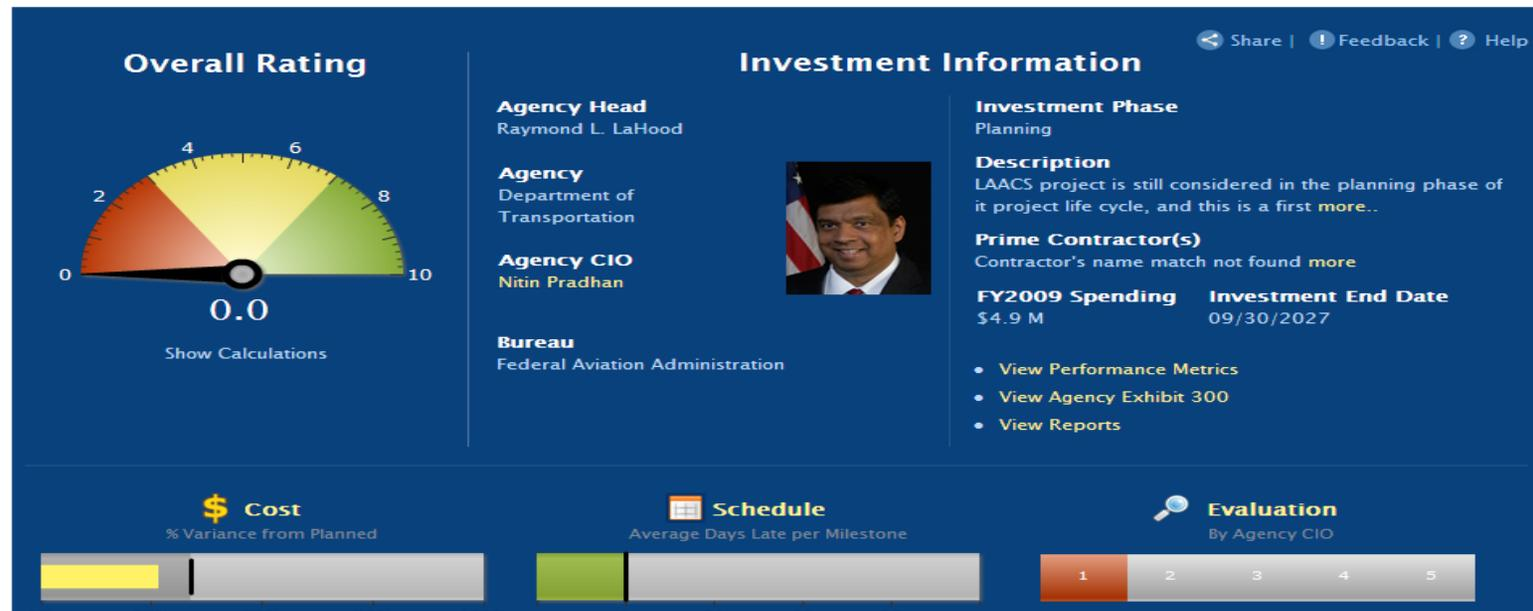 Share | Feedback | Help
Overall Rating
0
2
4
6
8
10
0.0
Show Calculations
Investment Information
Agency Head
Raymond L. LaHood
Agency
Department of
Transportation
Agency CIO
Nitin Pradhan
Bureau
Federal Aviation Administration
Investment Phase
Planning
Description
LAACS project is still considered in the planning phase of
it project life cycle, and this is a first more..
Prime Contractor(s)
Contractor's name match not found more
FY2009 Spending
$4.9 M
Investment End Date
09/30/2027
View Performance Metrics
View Agency Exhibit 300
View Reports
$ Cost
% Variance from Planned
Schedule
Average Days Late per Milestone
Evaluation
By Agency CIO
1 2 3 4 5